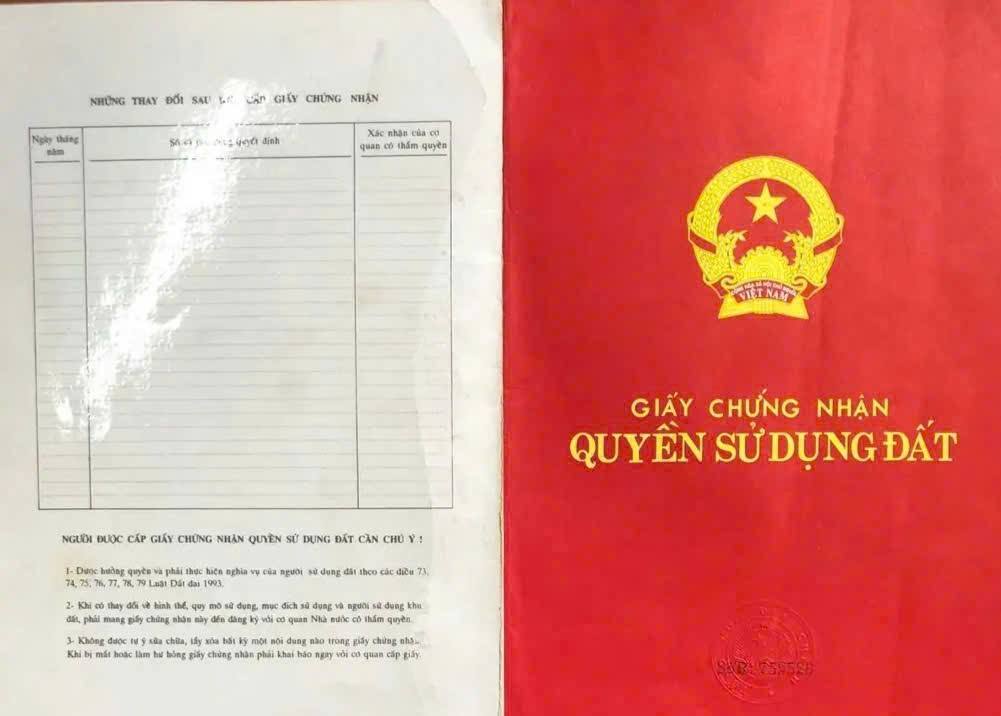 NHỮNG THAY ĐỔI SAU CẤP GIẤY CHỨNG NHẬN
Ngày tháng năm
quyết định
Xác nhận của cơ quan có thẩm quyền
NGƯỜI ĐƯỢC CẤP GIẤY CHỨNG NHẬN QUYỀN SỬ DỤNG ĐẤT CẦN CHÚ Ý !
1- Được hưởng quyền và phải thực hiện nghĩa vụ của người sử dụng đất theo các điều 73,
74, 75, 76, 77, 78, 79 Luật Đất đai 1993.
2- Khi có thay đổi về hình thể, quy mô sử dụng, mục đích sử dụng và người sử dụng khu
đất, phải mang giấy chứng nhận này đến đăng ký với cơ quan Nhà nước có thẩm quyền.
3- Không được tự ý sửa chữa, tẩy xóa bất kỳ một nội dung nào trong giấy chứng
Khi bị mất hoặc làm hư hỏng giấy chứng nhận phải khai báo ngay với cơ quan cấp giấy.
CỘNG HÒA XÃ HỘI CHỦ NGHĨA
VIỆT NAM
GIẤY CHỨNG NHẬN
QUYỀN SỬ DỤNG ĐẤT